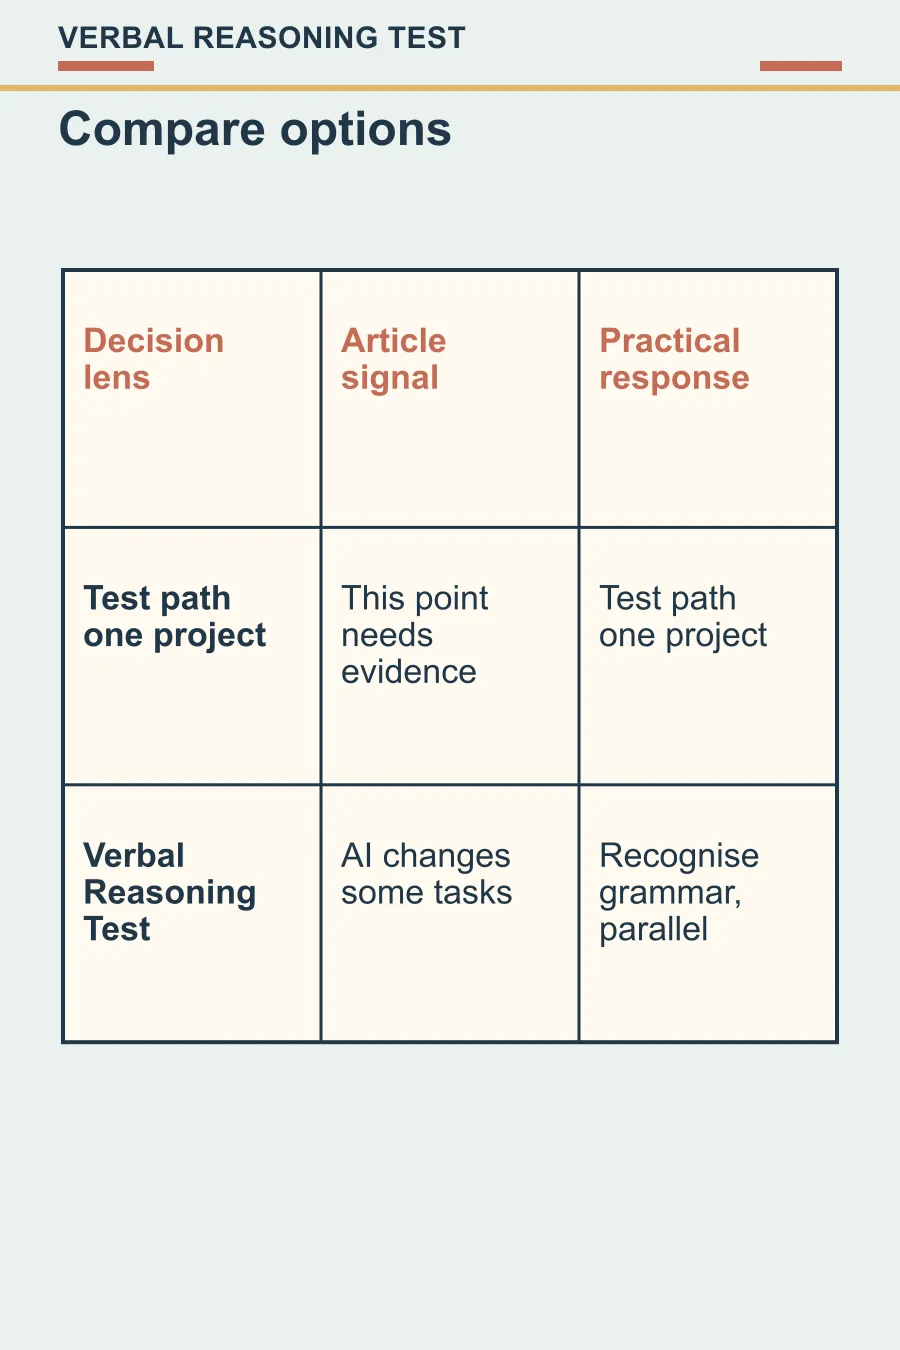 VERBAL REASONING TEST
Compare options
Decision
lens
Article
signal
Practical
response
Test path
one project
This point
needs
evidence
Test path
one project
Verbal
Reasoning
Test
AI changes
some tasks
Recognise
grammar,
parallel